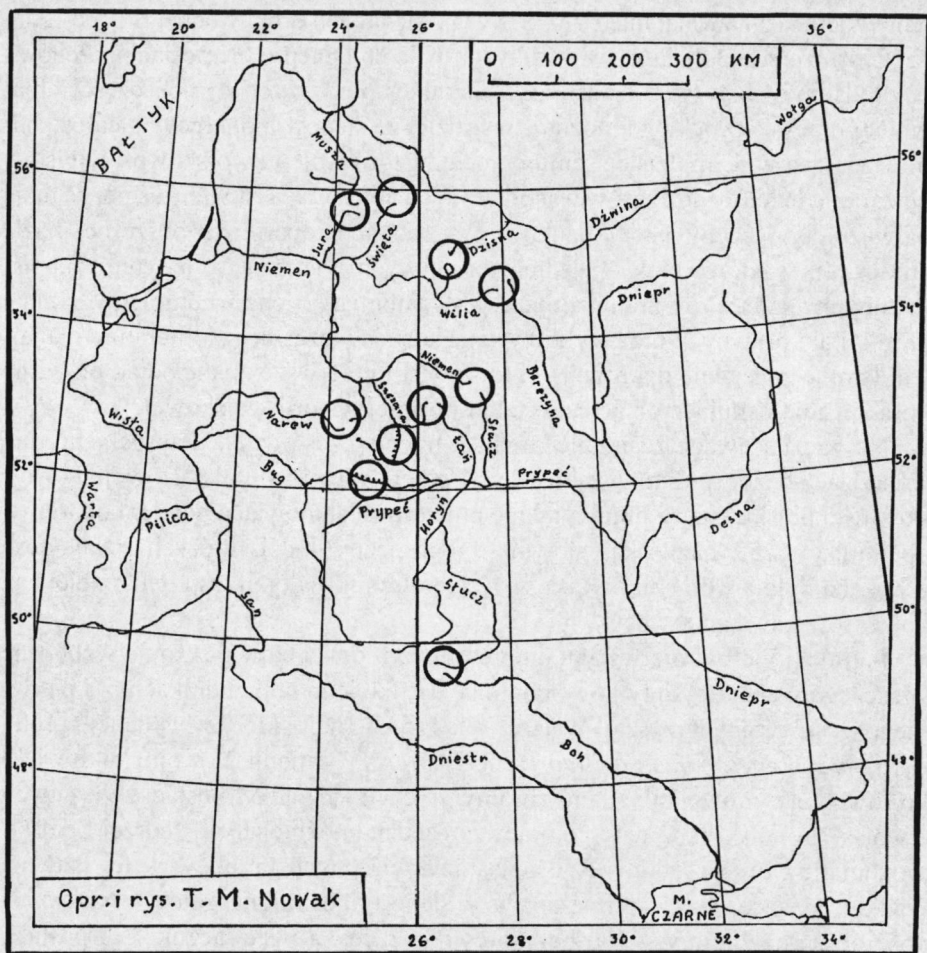 18° 20° 22° 24° 26° 36°
0 400 200 300 KM
BAŁTYK
Wołga
Mussa
56° 56°
Jura
Święta
Dzisna
Dźwina
Niemen
Wilia
Dniepr
54° 54°
Niemen
Berezyna
Szczara
Wisła
Narew
Łań
Słucz
52° Bug Prypeć 52°
Warta
Pilica
Prypeć
Horyń
Desna
San
Słucz
50° 50°
Dniepr
Dniestr
Boh
48° 48°
Opr. i rys. T. M. Nowak
M.
CZARNE
26° 28° 30° 32° 34°